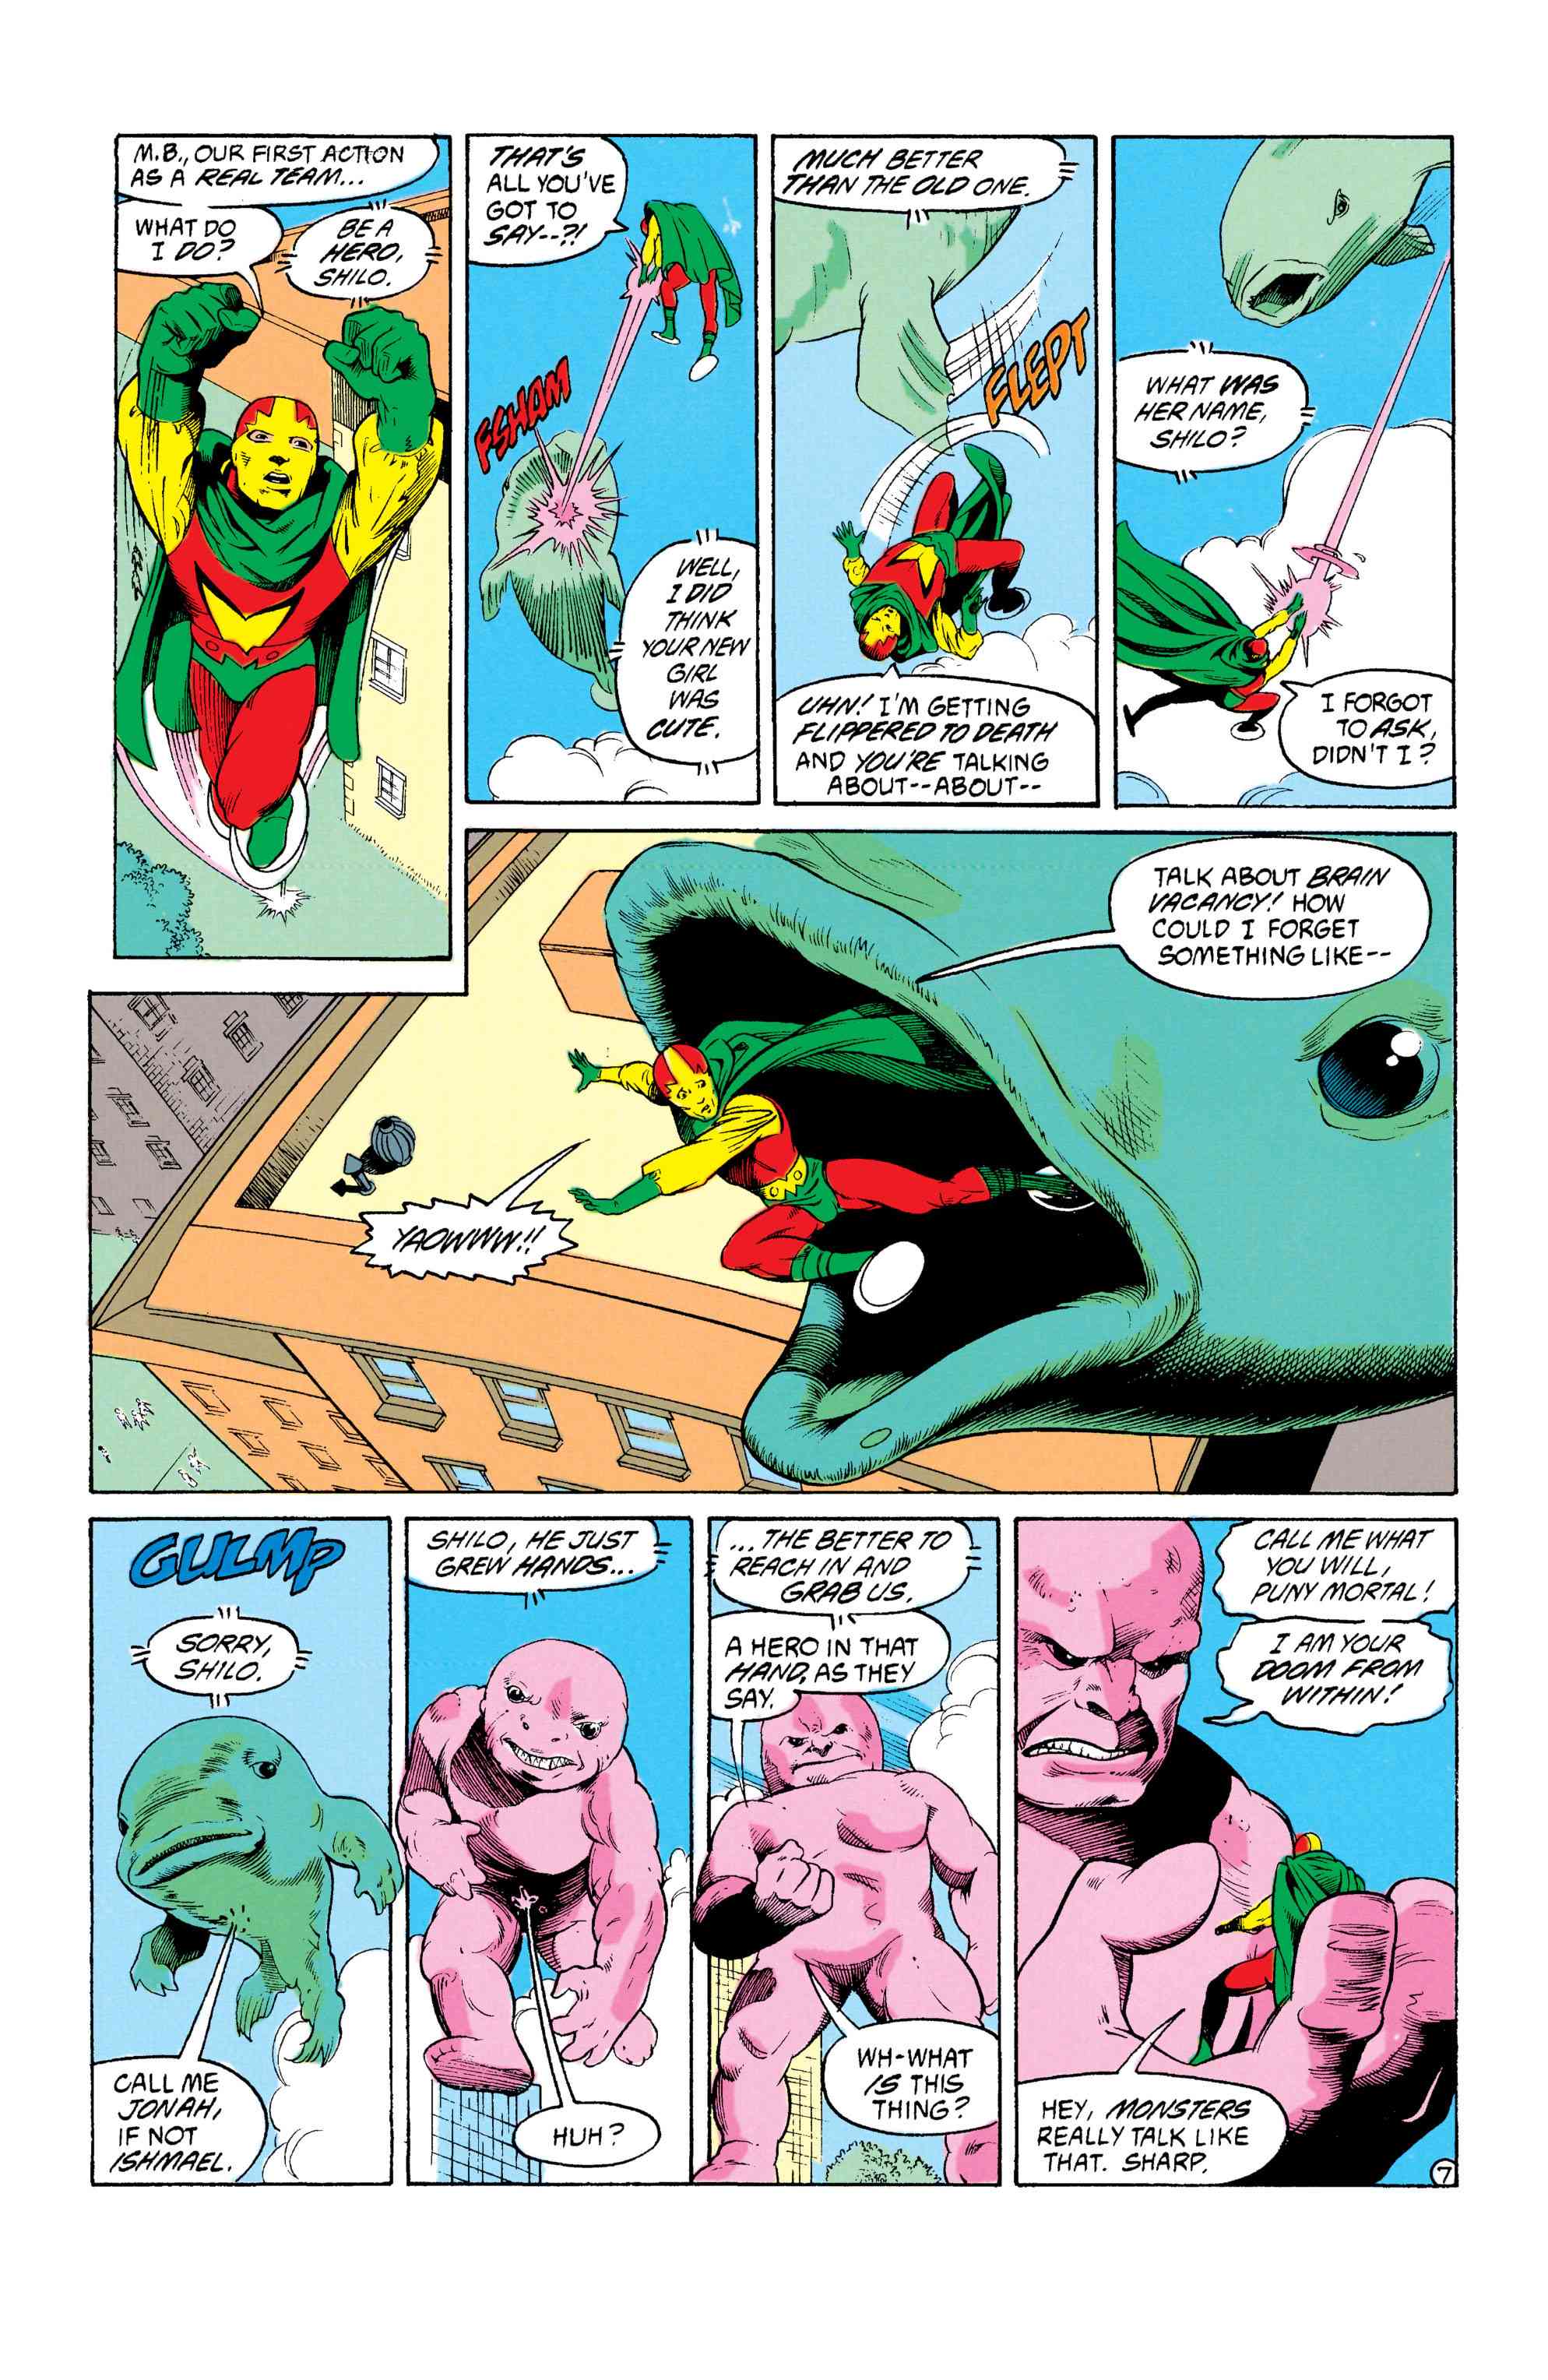 M.B., OUR FIRST ACTION
AS A REAL TEAM...
WHAT DO
I DO?
BE A
HERO,
SHILO.
THAT'S
ALL YOU'VE
GOT TO
SAY--?!
FSHAM
WELL,
I DID
THINK
YOUR NEW
GIRL
WAS
CUTE.
MUCH BETTER
THAN THE OLD ONE.
FLEPT
UHN! I'M GETTING
FLIPPERED TO DEATH
AND YOU'RE TALKING
ABOUT--ABOUT--
WHAT WAS
HER NAME,
SHILO?
I FORGOT
TO ASK,
DIDN'T I?
TALK ABOUT BRAIN
VACANCY! HOW
COULD I FORGET
SOMETHING LIKE--
YAOWWW!!
GULMP
SORRY,
SHILO.
CALL ME
JONAH,
IF NOT
ISHMAEL.
SHILO, HE JUST
GREW HANDS...
HUH?
...THE BETTER TO
REACH IN AND
GRAB US.
A HERO IN THAT
HAND, AS THEY
SAY.
WH-WHAT
IS THIS
THING?
CALL ME WHAT
YOU WILL,
PUNY MORTAL!
I AM YOUR
DOOM FROM
WITHIN!
HEY, MONSTERS
REALLY TALK LIKE
THAT. SHARP.
7